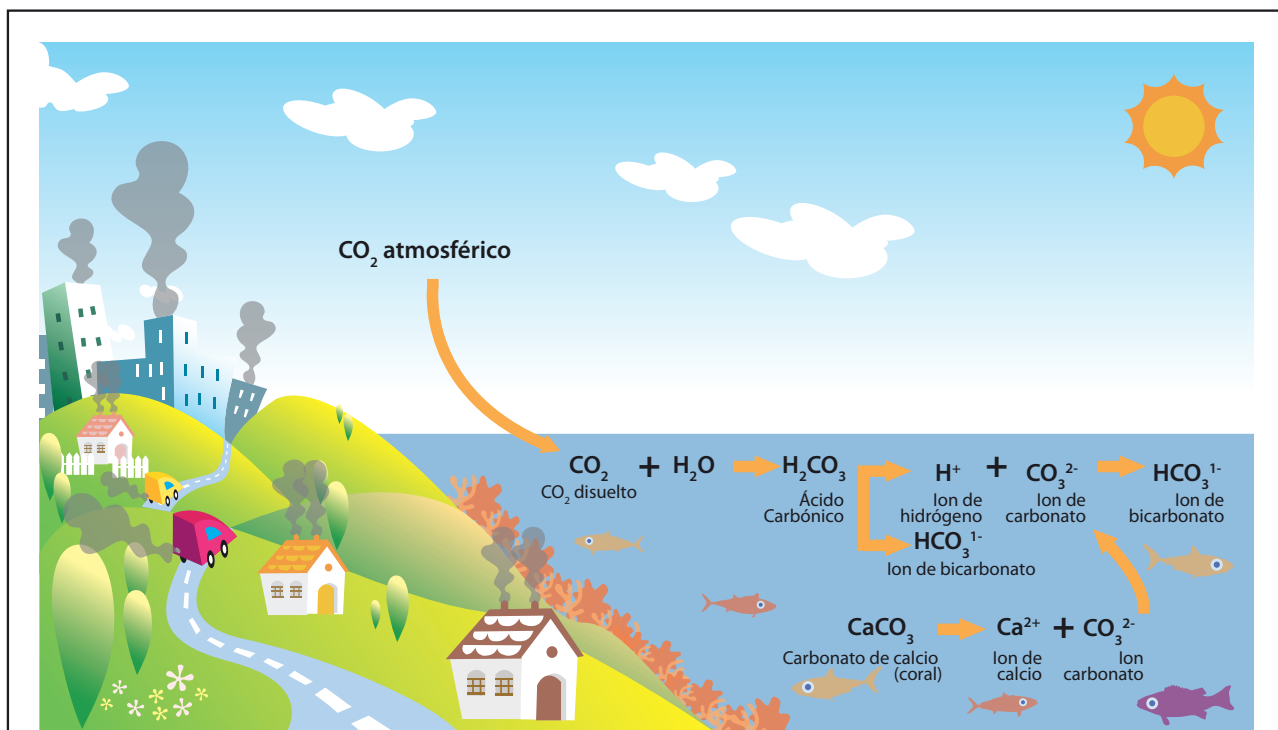 CO₂ atmosférico
CO₂ + H₂O H₂CO₃ H⁺ + CO₃²⁻ HCO₃¹⁻
CO₂ disuelto
Ácido
Carbónico
Ion de
hidrógeno
Ion de
carbonato
Ion de
bicarbonato
HCO₃¹⁻
Ion de bicarbonato
CaCO₃ Ca²⁺ + CO₃²⁻
Carbonato de calcio
(coral)
Ion de
calcio
Ion
carbonato